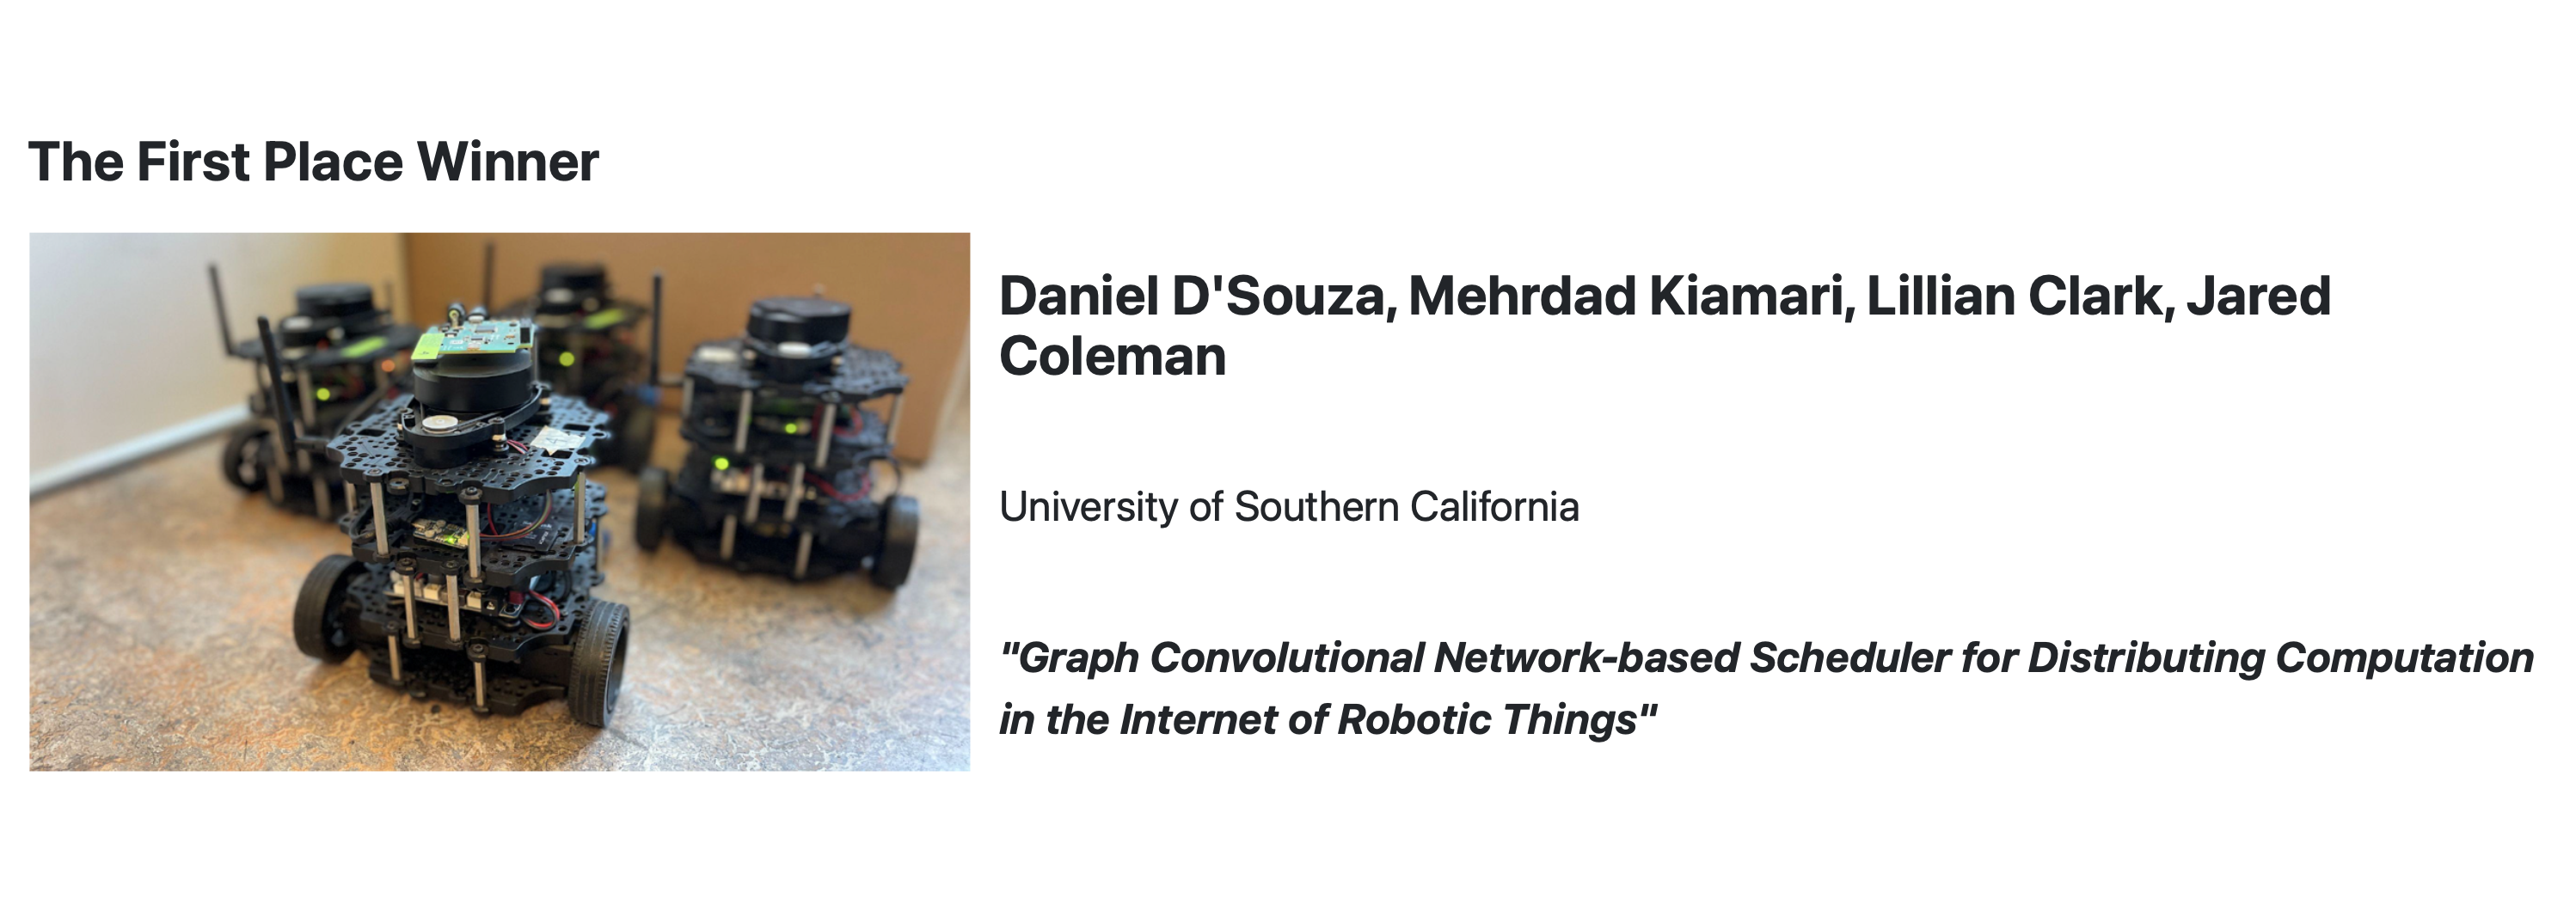 The First Place Winner
Daniel D'Souza, Mehrdad Kiamari, Lillian Clark, Jared
Coleman
University of Southern California
"Graph Convolutional Network-based Scheduler for Distributing Computation
in the Internet of Robotic Things"